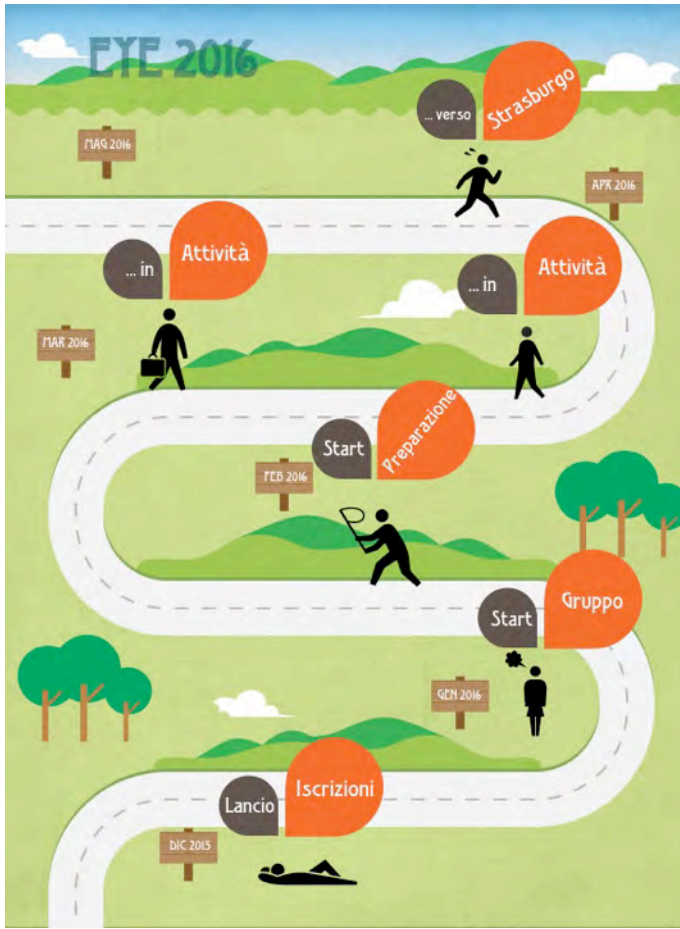 EYE 2016
... verso
Strasburgo
MAG 2016
APR 2016
... in
Attività
... in
Attività
MAR 2016
Start
Preparazione
FEB 2016
Start
Gruppo
GEN 2016
Lancio
Iscrizioni
DIC 2015